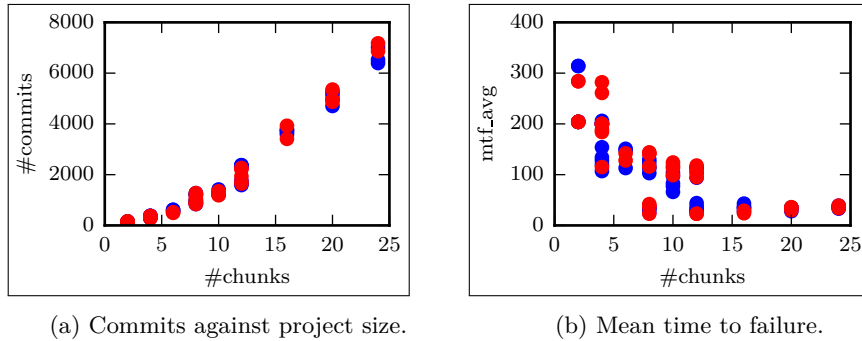 8000
6000
4000
2000
0
0 5 10 15 20 25
#commits
#chunks
400
300
200
100
0
0 5 10 15 20 25
mtf_avg
#chunks
(a) Commits against project size.
(b) Mean time to failure.